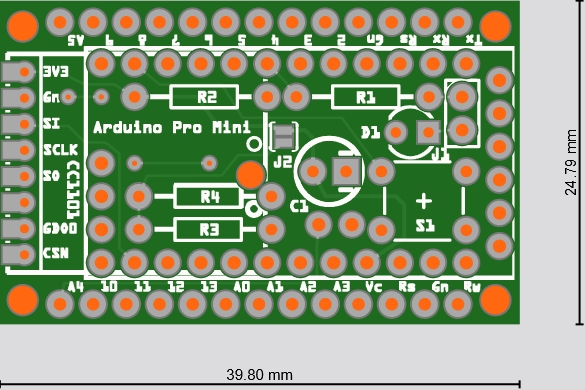 A5 9 8 7 6 5 4 3 2 Gn Rs Rx Tx
3V3
Gn
SI
SCLK
SO
GDO0
CSN
CC1101
R2
R1
Arduino Pro Mini
D1
J1
J2
R4
C1
R3
S1
A4 10 11 12 13 A0 A1 A2 A3 Vc Rs Gn Rw
24.79 mm
39.80 mm